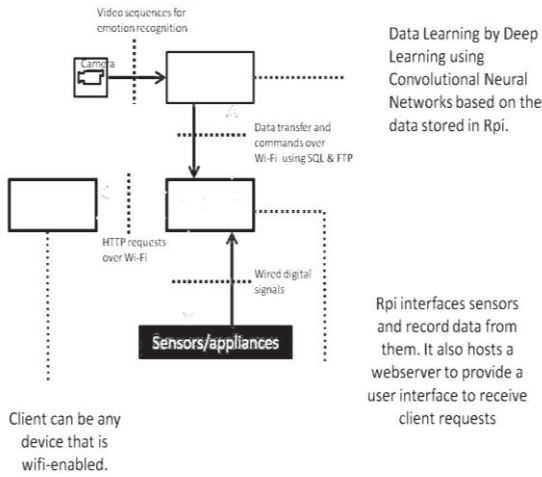 Video sequences for
emotion recognition
Camera
Data Learning by Deep
Learning using
Convolutional Neural
Networks based on the
data stored in Rpi.
Data transfer and
commands over
Wi-Fi using SQL & FTP
HTTP requests
over Wi-Fi
Wired digital
signals
Sensors/appliances
Rpi interfaces sensors
and record data from
them. It also hosts a
webserver to provide a
user interface to receive
client requests
Client can be any
device that is
wifi-enabled.